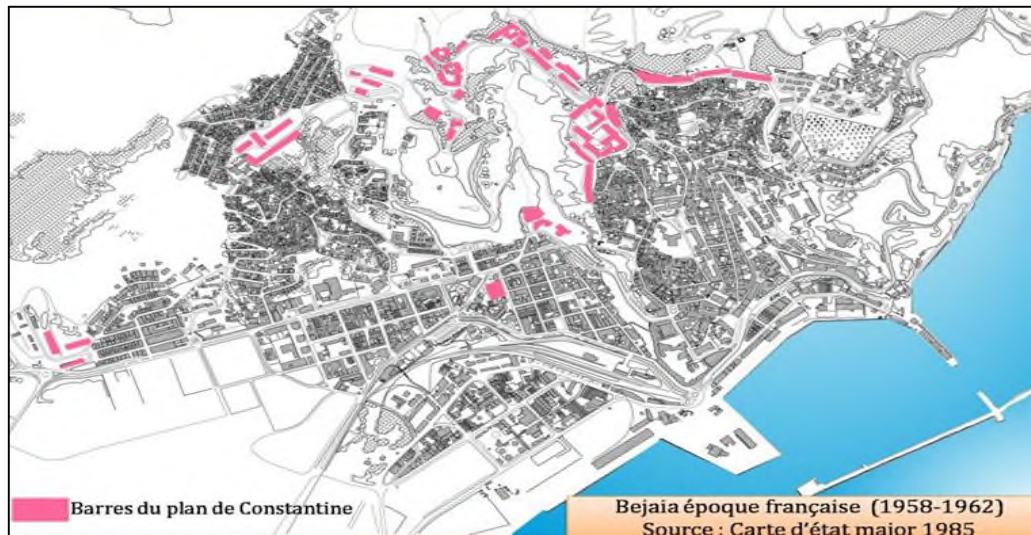 Barres du plan de Constantine
Bejaia époque française (1958-1962)
Source : Carte d'état major 1985